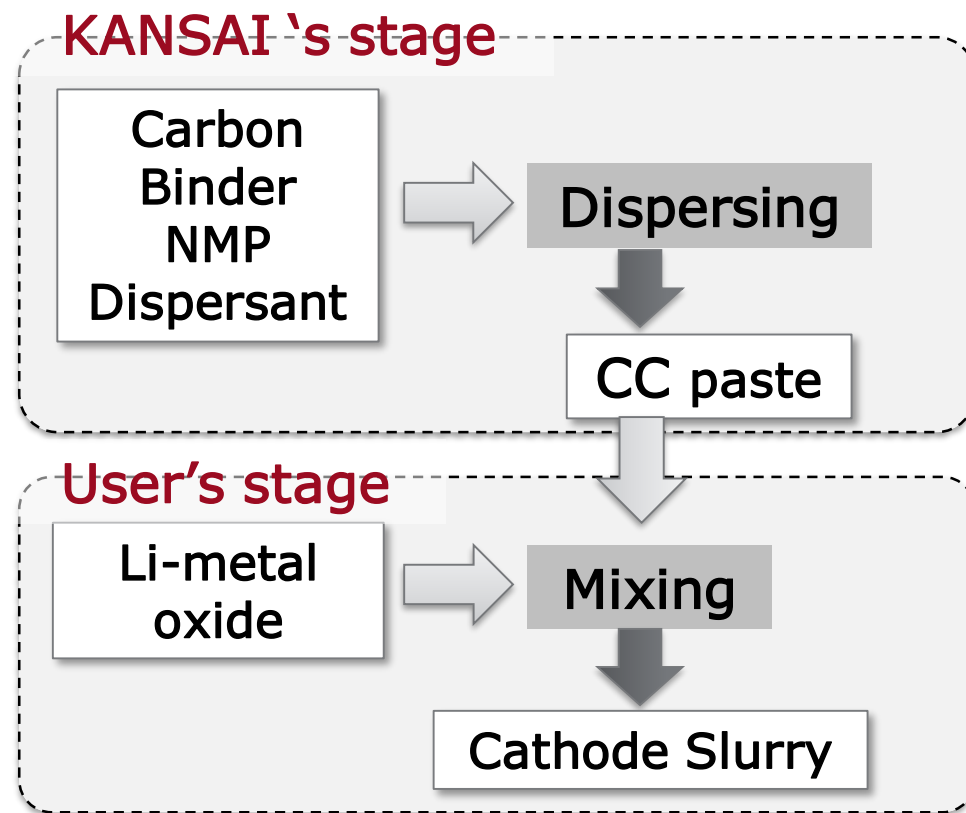 KANSAI ‘s stage
Carbon
Binder
NMP
Dispersant
Dispersing
CC paste
User’s stage
Li-metal
oxide
Mixing
Cathode Slurry